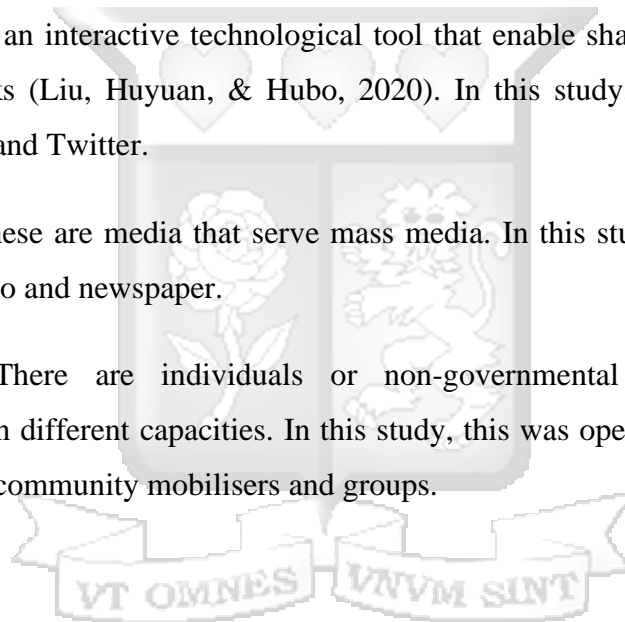 an interactive technological tool that enable sha
ks (Liu, Huyuan, & Hubo, 2020). In this study
and Twitter.
hese are media that serve mass media. In this stu
o and newspaper.
There are individuals or non-governmental
n different capacities. In this study, this was ope
community mobilisers and groups.
VT OMNES VNVM SINT